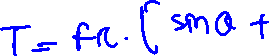 T = fr. ( sin θ +